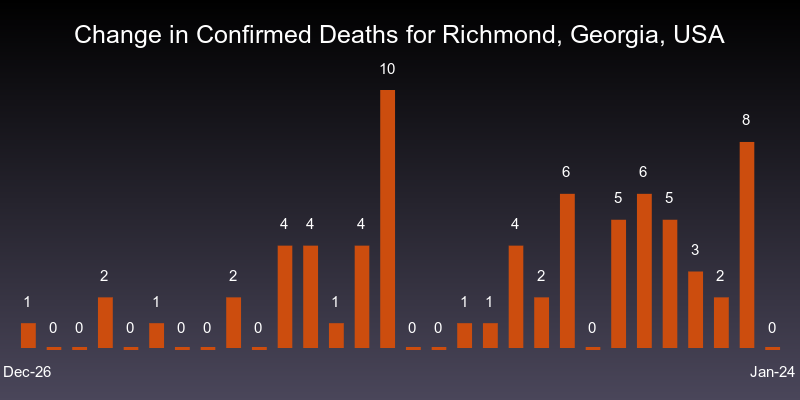 Change in Confirmed Deaths for Richmond, Georgia, USA
1 0 0 2 0 1 0 0 2 0 4 4 1 4 10 0 0 1 1 4 2 6 0 5 6 5 3 2 8 0
Dec-26 Jan-24